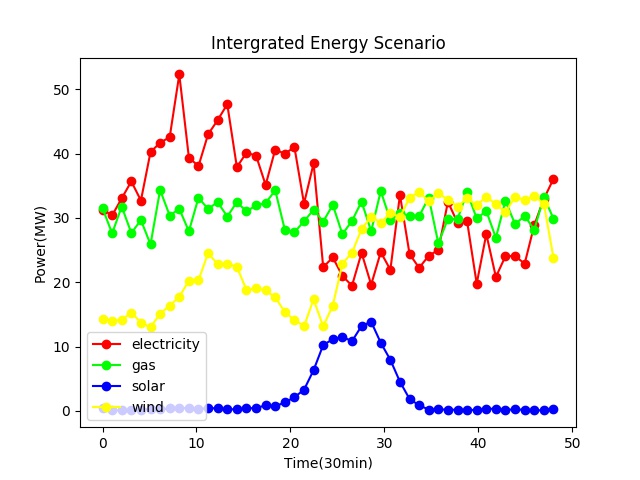 Intergrated Energy Scenario
Power(MW)
50
40
30
20
10
0
electricity
gas
solar
wind
0 10 20 30 40 50
Time(30min)